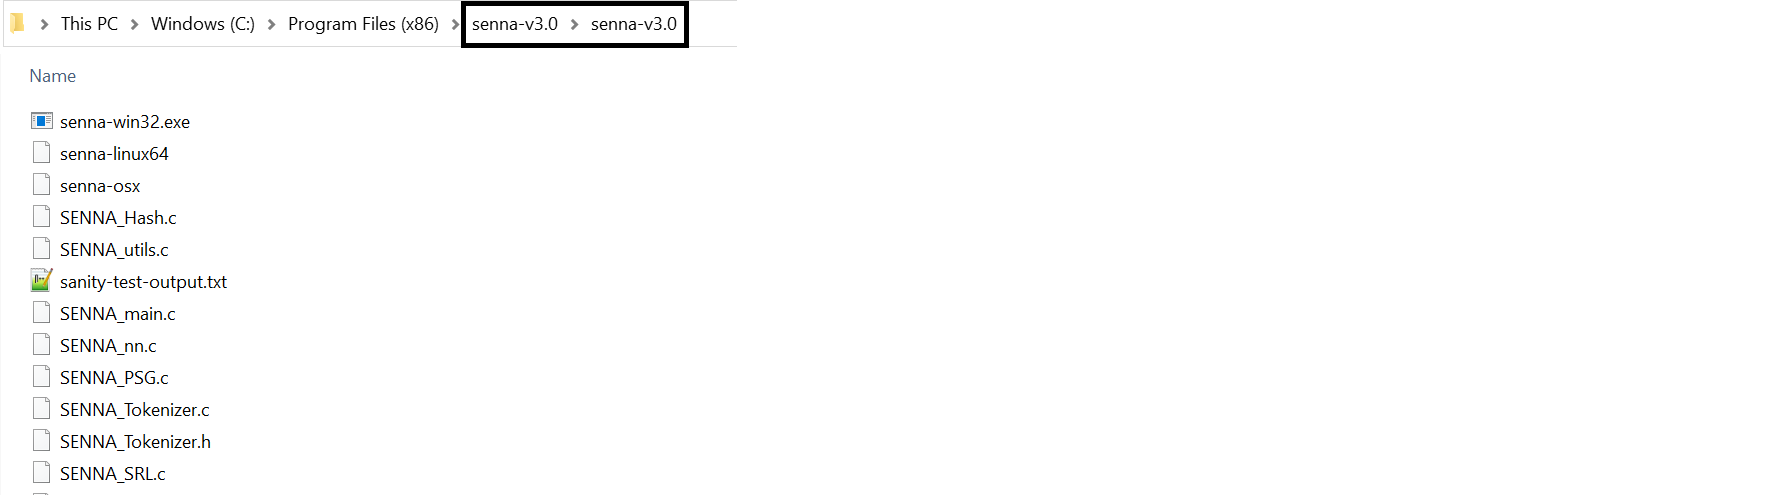 This PC > Windows (C:) > Program Files (x86) > senna-v3.0 > senna-v3.0
Name
senna-win32.exe
senna-linux64
senna-osx
SENNA_Hash.c
SENNA_utils.c
sanity-test-output.txt
SENNA_main.c
SENNA_nn.c
SENNA_PSG.c
SENNA_Tokenizer.c
SENNA_Tokenizer.h
SENNA_SRL.c